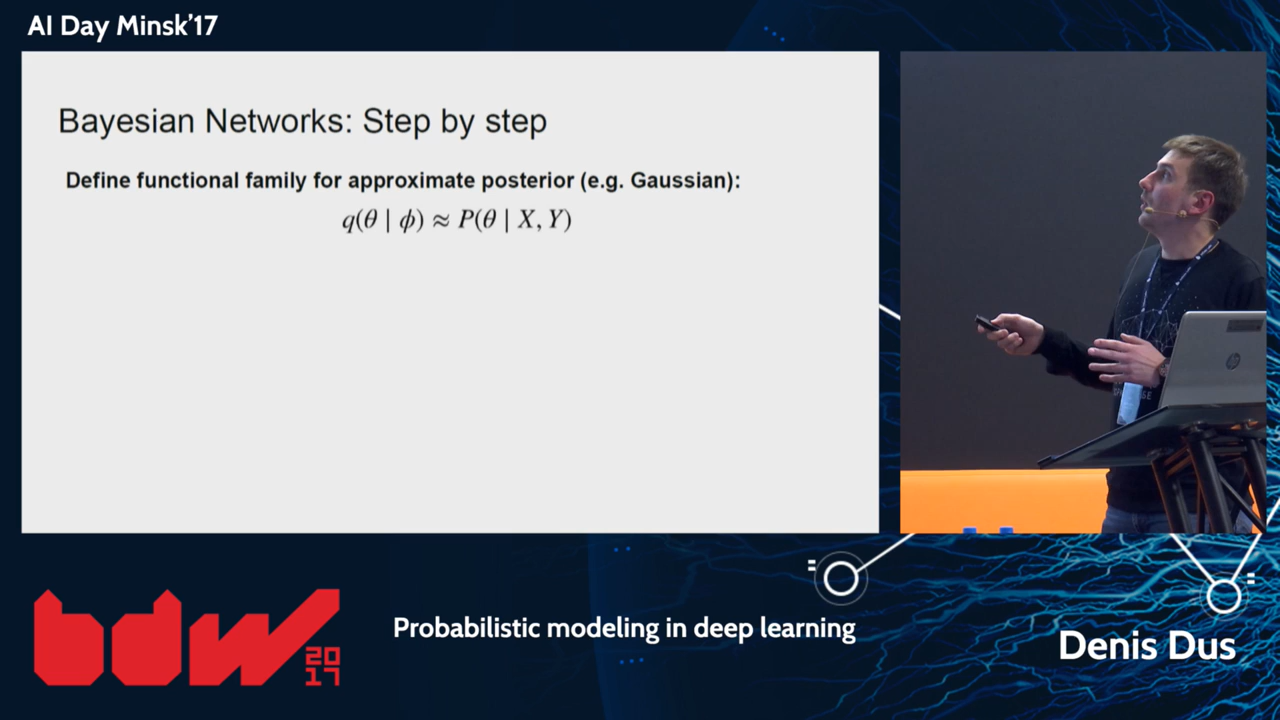 AI Day Minsk'17
Bayesian Networks: Step by step
Define functional family for approximate posterior (e.g. Gaussian):
q(θ | ϕ) ≈ P(θ | X, Y)
hp
bdw
20
17
Probabilistic modeling in deep learning
Denis Dus